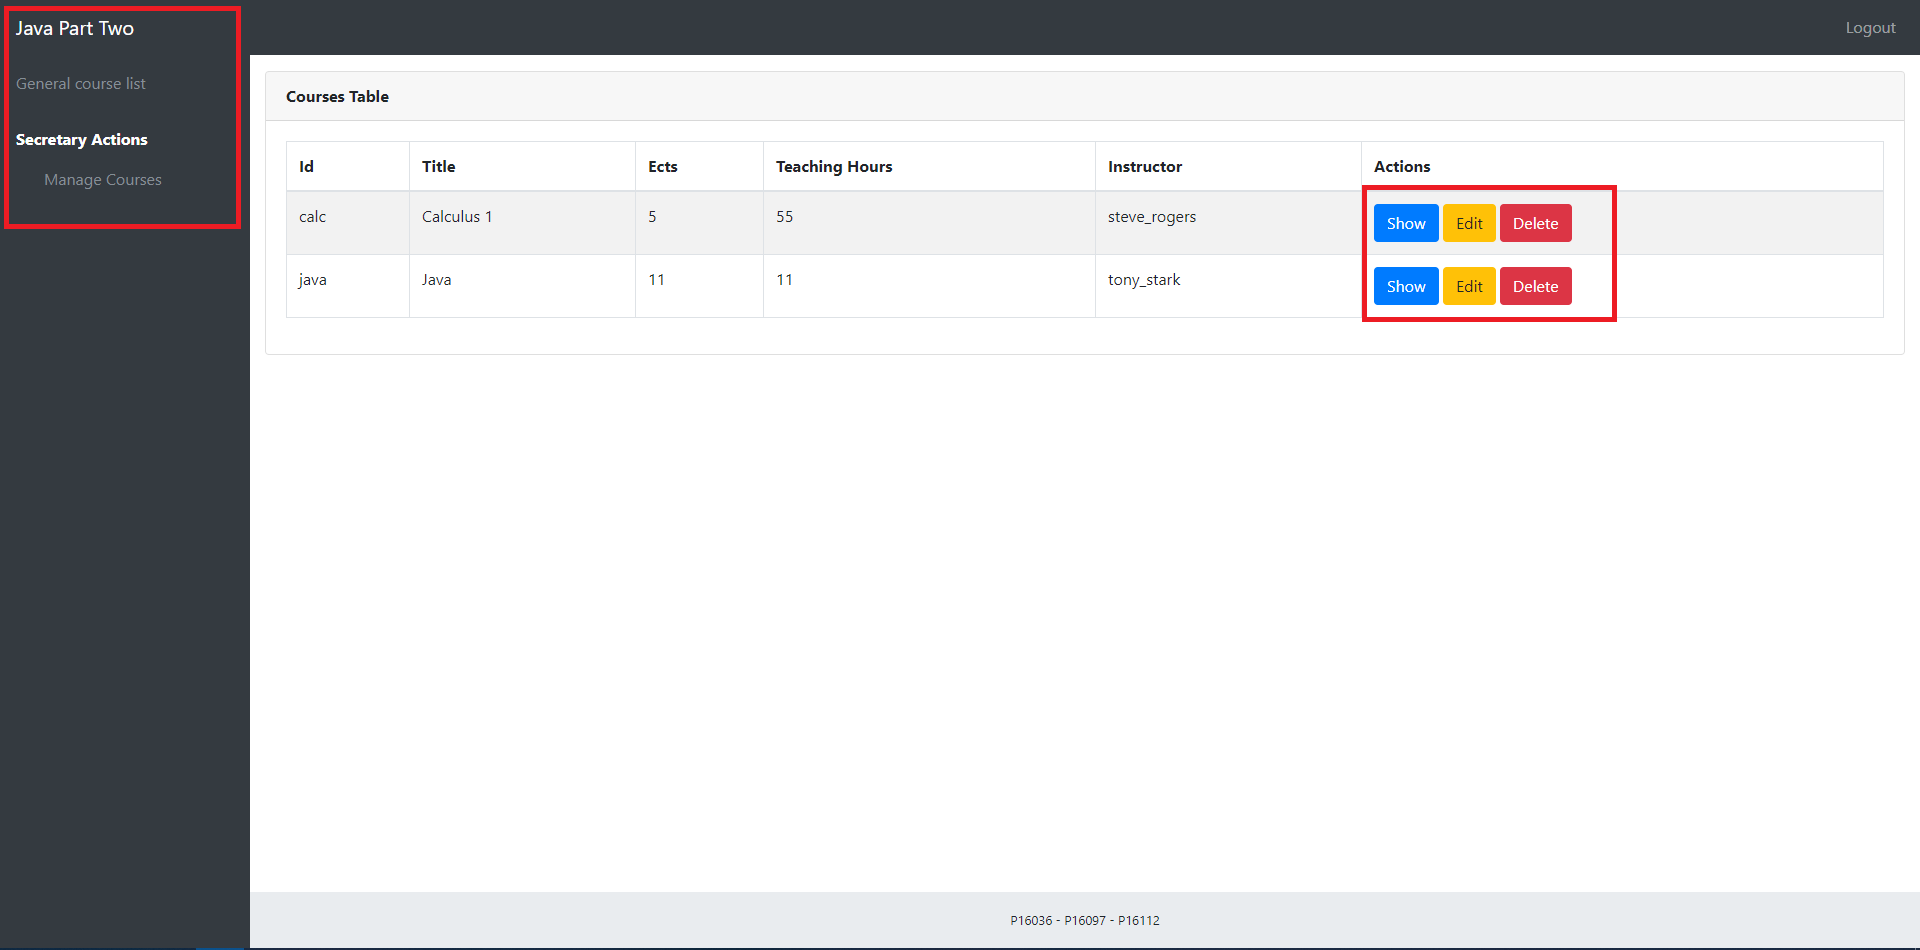 Java Part Two
Logout
General course list
Secretary Actions
Manage Courses
Courses Table
Id Title Ects Teaching Hours Instructor Actions
calc Calculus 1 5 55 steve_rogers Show Edit Delete
java Java 11 11 tony_stark Show Edit Delete
P16036 - P16097 - P16112